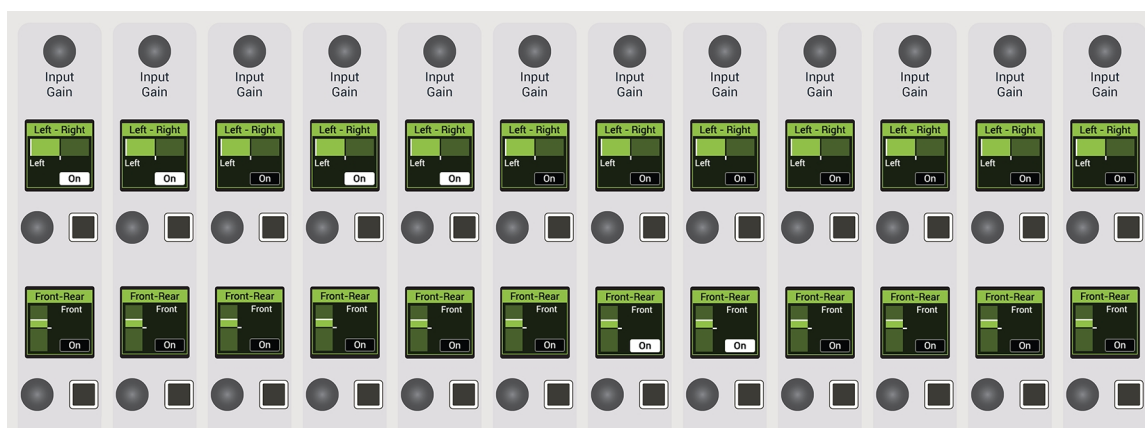 Input Input Input Input Input Input Input Input Input Input Input Input
Gain Gain Gain Gain Gain Gain Gain Gain Gain Gain Gain Gain
Left - Right Left - Right Left - Right Left - Right Left - Right Left - Right Left - Right Left - Right Left - Right Left - Right Left - Right Left - Right
Left Left Left Left Left Left Left Left Left Left Left Left
On On On On On On On On On On On On
Front-Rear Front-Rear Front-Rear Front-Rear Front-Rear Front-Rear Front-Rear Front-Rear Front-Rear Front-Rear Front-Rear Front-Rear
Front Front Front Front Front Front Front Front Front Front Front Front
On On On On On On On On On On On On